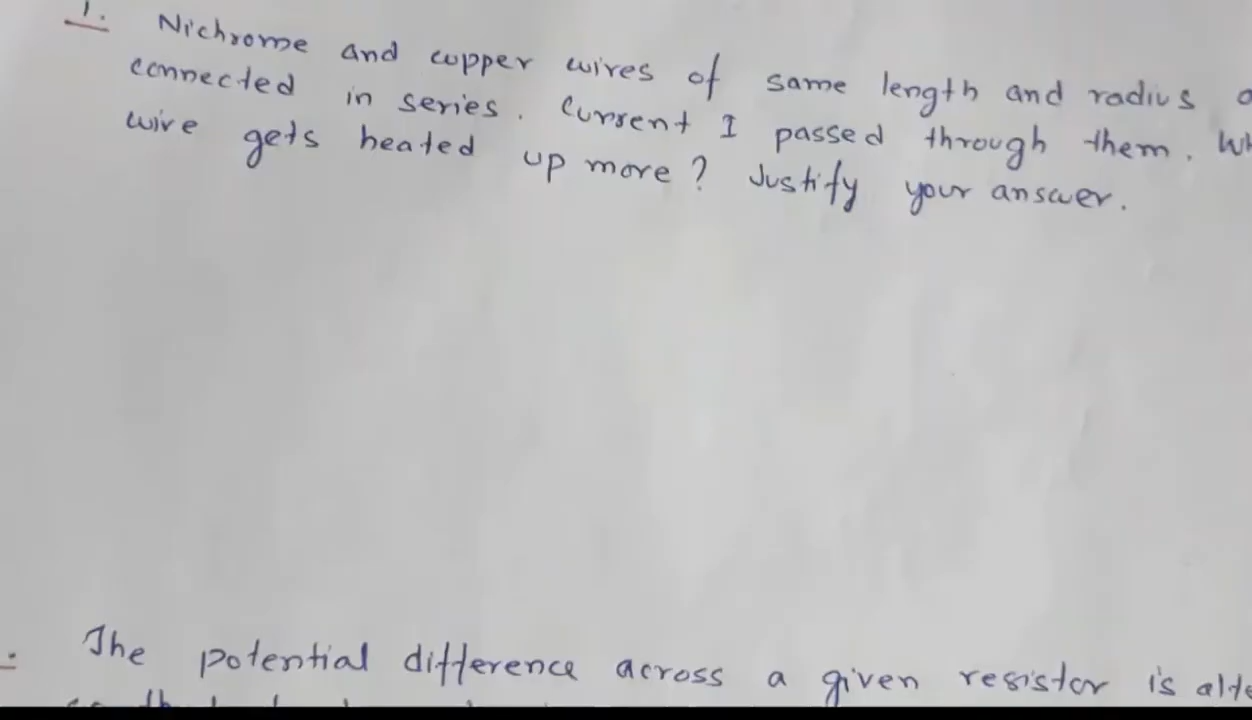 1. Nichrome and copper wires of same length and radius
connected in series. Current I passed through them.
wire gets heated up more? Justify your answer.
The potential difference across a given resistor is